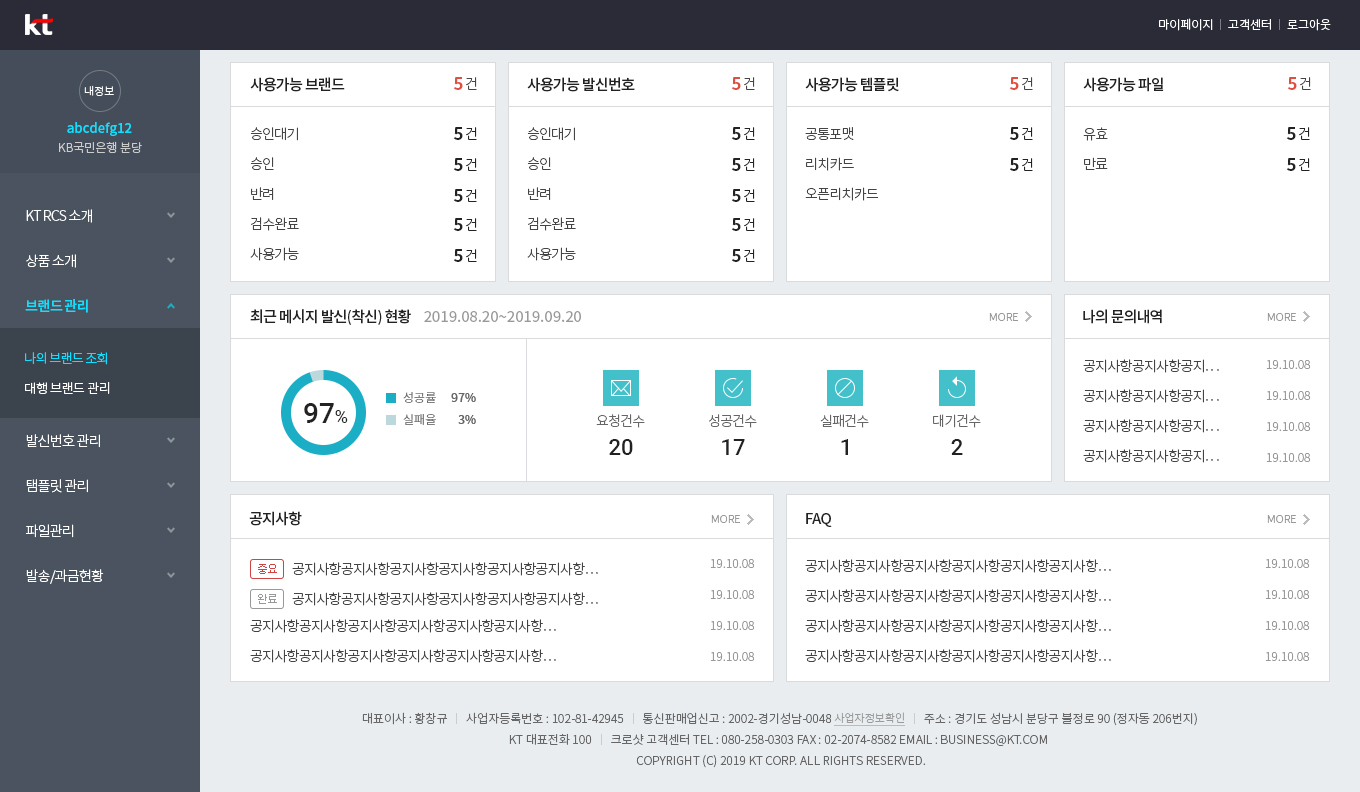 kt
마이페이지 | 고객센터 | 로그아웃
내정보
abcdefg12
KB국민은행 분당
KT RCS 소개
상품 소개
브랜드 관리
나의 브랜드 조회
대행 브랜드 관리
발신번호 관리
탬플릿 관리
파일관리
발송/과금현황
사용가능 브랜드 5 건
승인대기 5 건
승인 5 건
반려 5 건
검수완료 5 건
사용가능 5 건
사용가능 발신번호 5 건
승인대기 5 건
승인 5 건
반려 5 건
검수완료 5 건
사용가능 5 건
사용가능 템플릿 5 건
공통포맷 5 건
리치카드 5 건
오픈리치카드
사용가능 파일 5 건
유효 5 건
만료 5 건
최근 메시지 발신(착신) 현황 2019.08.20~2019.09.20 MORE
97%
성공률 97%
실패율 3%
요청건수
20
성공건수
17
실패건수
1
대기건수
2
나의 문의내역 MORE
공지사항공지사항공지... 19.10.08
공지사항공지사항공지... 19.10.08
공지사항공지사항공지... 19.10.08
공지사항공지사항공지... 19.10.08
공지사항 MORE
중요 공지사항공지사항공지사항공지사항공지사항공지사항... 19.10.08
완료 공지사항공지사항공지사항공지사항공지사항공지사항... 19.10.08
공지사항공지사항공지사항공지사항공지사항공지사항... 19.10.08
공지사항공지사항공지사항공지사항공지사항공지사항... 19.10.08
FAQ MORE
공지사항공지사항공지사항공지사항공지사항공지사항... 19.10.08
공지사항공지사항공지사항공지사항공지사항공지사항... 19.10.08
공지사항공지사항공지사항공지사항공지사항공지사항... 19.10.08
공지사항공지사항공지사항공지사항공지사항공지사항... 19.10.08
대표이사 : 황창규 | 사업자등록번호 : 102-81-42945 | 통신판매업신고 : 2002-경기성남-0048 사업자정보확인 | 주소 : 경기도 성남시 분당구 불정로 90 (정자동 206번지)
KT 대표전화 100 | 크로샷 고객센터 TEL : 080-258-0303 FAX : 02-2074-8582 EMAIL : BUSINESS@KT.COM
COPYRIGHT (C) 2019 KT CORP. ALL RIGHTS RESERVED.